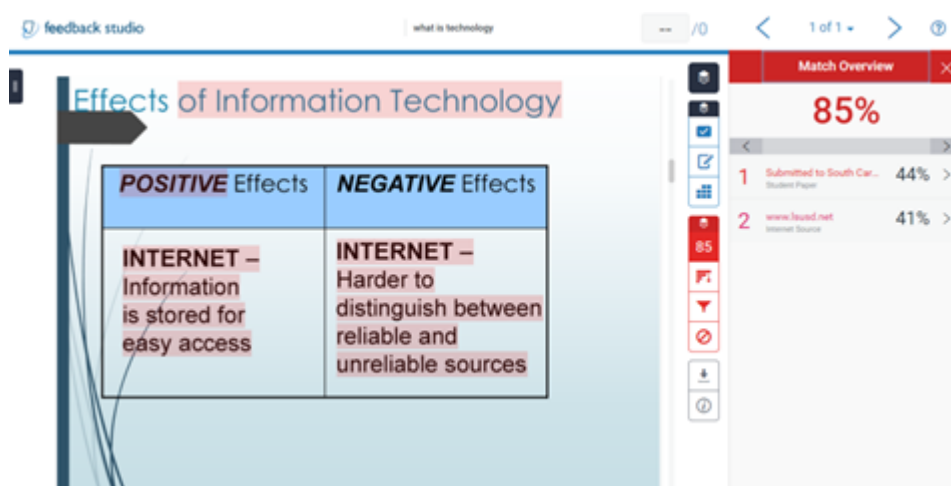 feedback studio
what is technology
-- /0
1 of 1
Match Overview
85%
Effects of Information Technology
POSITIVE Effects
NEGATIVE Effects
INTERNET –
Information
is stored for
easy access
INTERNET –
Harder to
distinguish between
reliable and
unreliable sources
85
1 Submitted to South Car... 44%
Student Paper
2 www.lsusd.net 41%
Internet Source